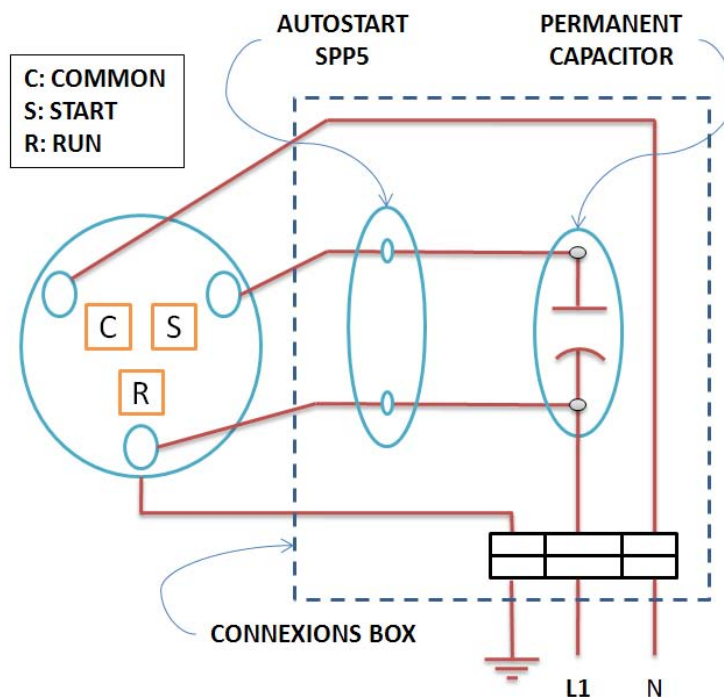 AUTOSTART
SPP5
PERMANENT
CAPACITOR
C: COMMON
S: START
R: RUN
C
S
R
CONNEXIONS BOX
L1
N